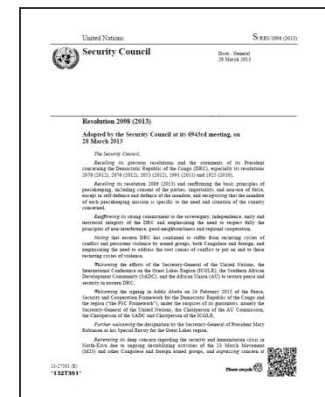 United Nations
S/RES/2098 (2013)
Security Council
Distr.: General
28 March 2013
Resolution 2098 (2013)
Adopted by the Security Council at its 6943rd meeting, on
28 March 2013
The Security Council,
Recalling its previous resolutions and the statements of its President
concerning the Democratic Republic of the Congo (DRC), especially its resolutions
2076 (2012), 2078 (2012), 2053 (2012), 1991 (2011) and 1925 (2010),
Recalling its resolution 2086 (2013) and reaffirming the basic principles of
peacekeeping, including consent of the parties, impartiality, and non-use of force,
except in self-defence and defence of the mandate, and recognizing that the mandate
of each peacekeeping mission is specific to the need and situation of the country
concerned,
Reaffirming its strong commitment to the sovereignty, independence, unity and
territorial integrity of the DRC and emphasizing the need to respect fully the
principles of non-interference, good-neighbourliness and regional cooperation,
Noting that eastern DRC has continued to suffer from recurring cycles of
conflict and persistent violence by armed groups, both Congolese and foreign, and
emphasizing the need to address the root causes of conflict to put an end to these
recurring cycles of violence,
Welcoming the efforts of the Secretary-General of the United Nations, the
International Conference on the Great Lakes Region (ICGLR), the Southern African
Development Community (SADC), and the African Union (AU) to restore peace and
security in eastern DRC,
Welcoming the signing in Addis Ababa on 24 February 2013 of the Peace,
Security and Cooperation Framework for the Democratic Republic of the Congo and
the region ("the PSC Framework"), under the auspices of its guarantors, namely the
Secretary-General of the United Nations, the Chairperson of the AU Commission,
the Chairperson of the SADC and Chairperson of the ICGLR,
Further welcoming the designation by the Secretary-General of President Mary
Robinson as his Special Envoy for the Great Lakes region,
Reiterating its deep concern regarding the security and humanitarian crisis in
North Kivu due to ongoing destabilizing activities of the 23 March Movement
(M23) and other Congolese and foreign armed groups, and expressing concern at
13-27381 (E)
*1327381*
Please recycle